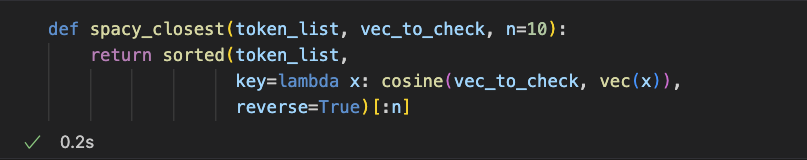 def spacy_closest(token_list, vec_to_check, n=10):
    return sorted(token_list,
                  key=lambda x: cosine(vec_to_check, vec(x)),
                  reverse=True)[:n]
✓ 0.2s